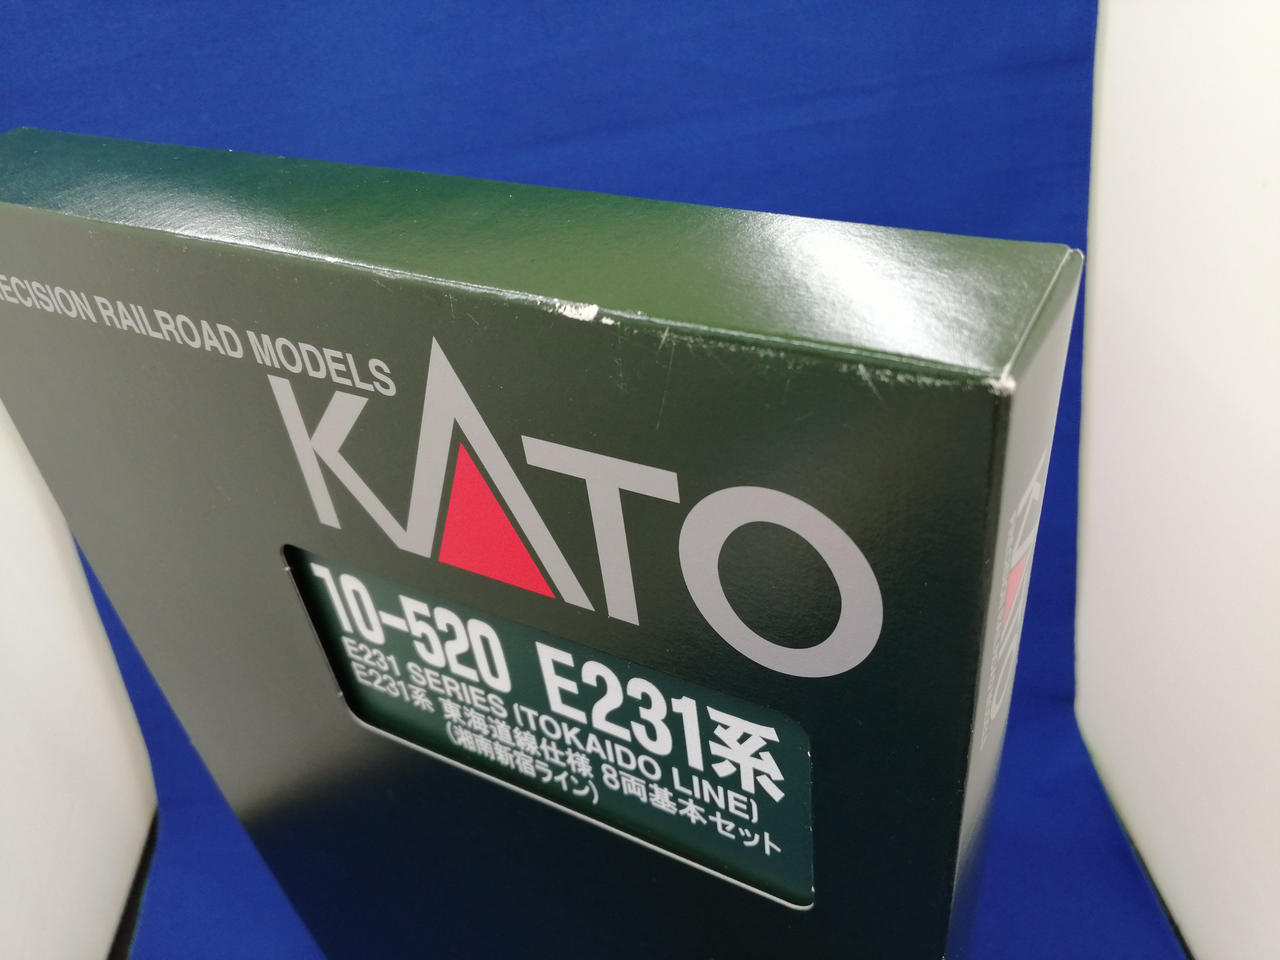 ECISION RAILROAD MODELS
KATO
10-520 E231系
E231 SERIES (TOKAIDO LINE)
E231系 東海道線仕様 8両基本セット
(湘南新宿ライン)
KATO